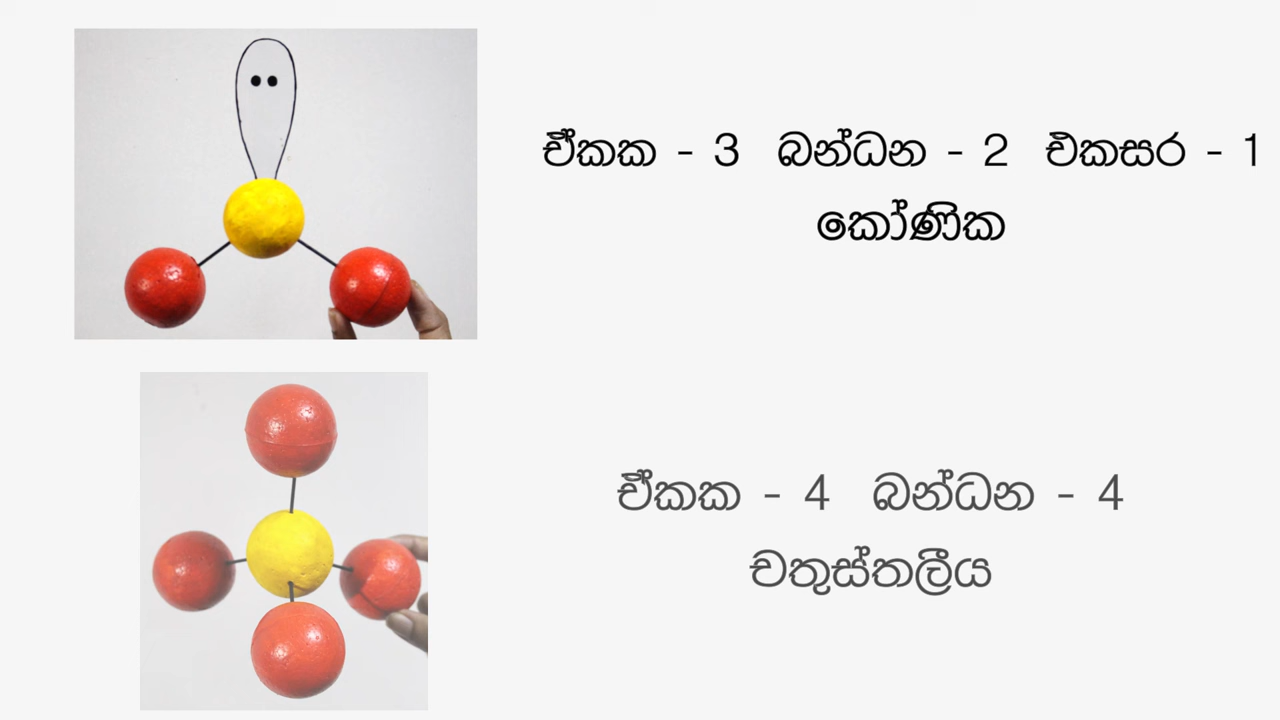 ඒකක - 3 බන්ධන - 2 එකසර - 1
කෝණික
ඒකක - 4 බන්ධන - 4
චතුස්තලීය